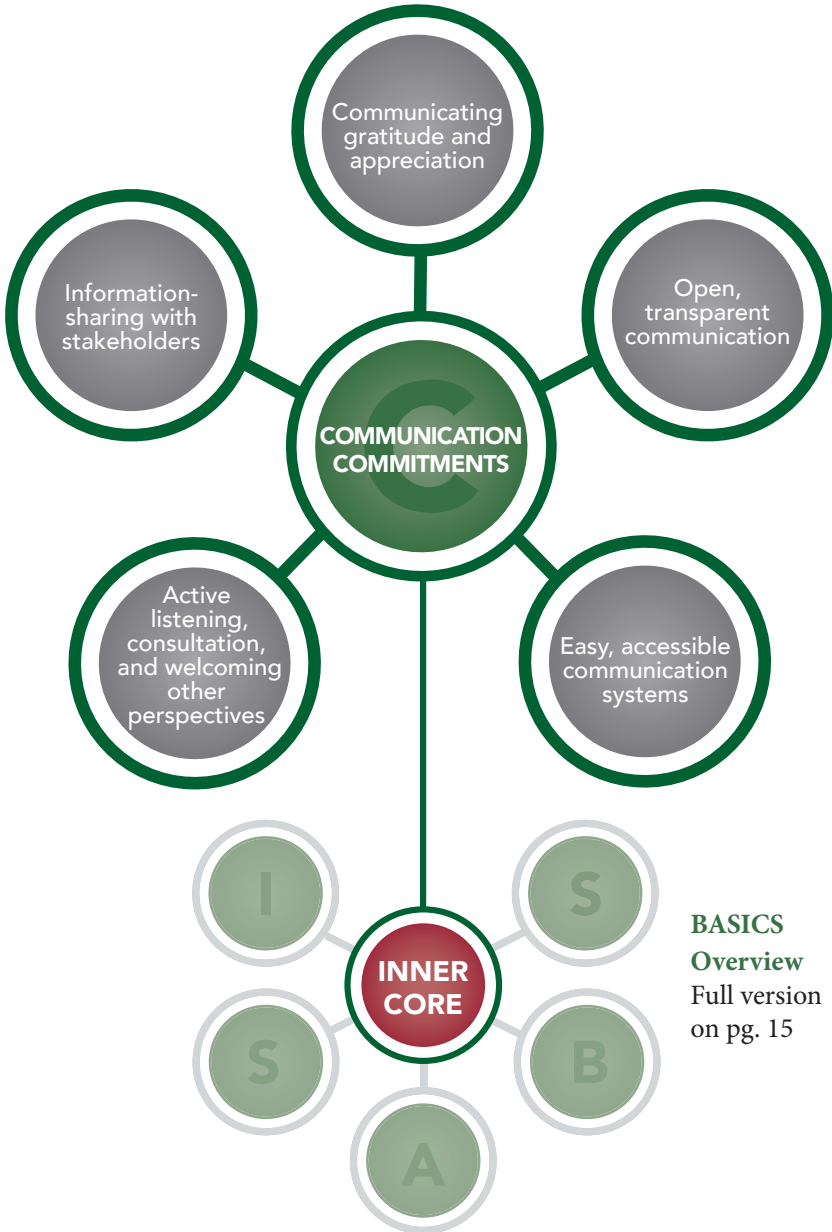 Communicating
gratitude and
appreciation
Information-
sharing with
stakeholders
Open,
transparent
communication
C
COMMUNICATION
COMMITMENTS
Active
listening,
consultation,
and welcoming
other
perspectives
Easy, accessible
communication
systems
I
S
INNER
CORE
S
B
A
BASICS
Overview
Full version
on pg. 15